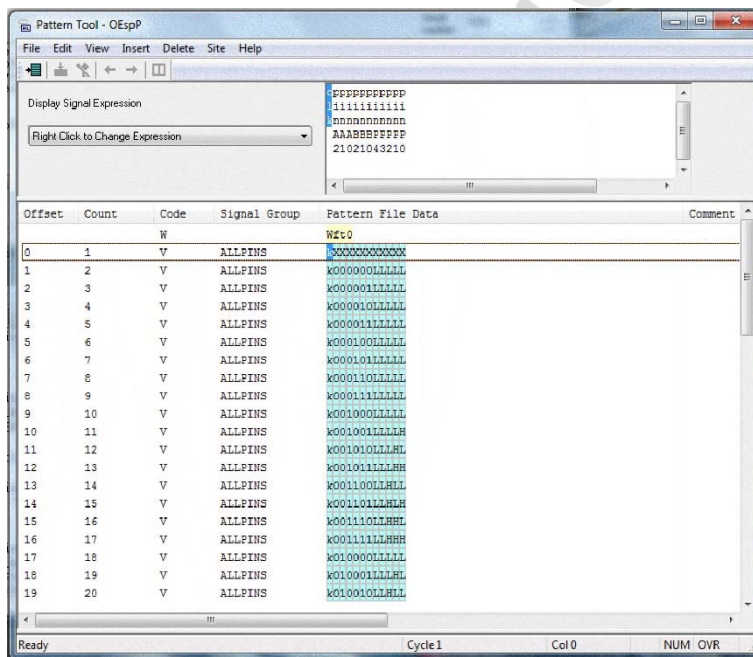 Pattern Tool - OEspP
File Edit View Insert Delete Site Help
Display Signal Expression
Right Click to Change Expression
cppppppppppp
liiiiiiiiiii
knnnnnnnnnnn
AAABBBPPPPP
21021043210
Offset Count Code Signal Group Pattern File Data Comment
W Wft0
0 1 V ALLPINS kXXXXXXXXXXX
1 2 V ALLPINS k000000LLLLL
2 3 V ALLPINS k000001LLLLL
3 4 V ALLPINS k000010LLLLL
4 5 V ALLPINS k000011LLLLL
5 6 V ALLPINS k000100LLLLL
6 7 V ALLPINS k000101LLLLL
7 8 V ALLPINS k000110LLLLL
8 9 V ALLPINS k000111LLLLL
9 10 V ALLPINS k001000LLLLL
10 11 V ALLPINS k001001LLLLH
11 12 V ALLPINS k001010LLLHL
12 13 V ALLPINS k001011LLLHH
13 14 V ALLPINS k001100LLHLL
14 15 V ALLPINS k001101LLHLH
15 16 V ALLPINS k001110LLHHL
16 17 V ALLPINS k001111LLHHH
17 18 V ALLPINS k010000LLLLL
18 19 V ALLPINS k010001LLLHL
19 20 V ALLPINS k010010LLHLL
Ready Cycle 1 Col 0 NUM OVR